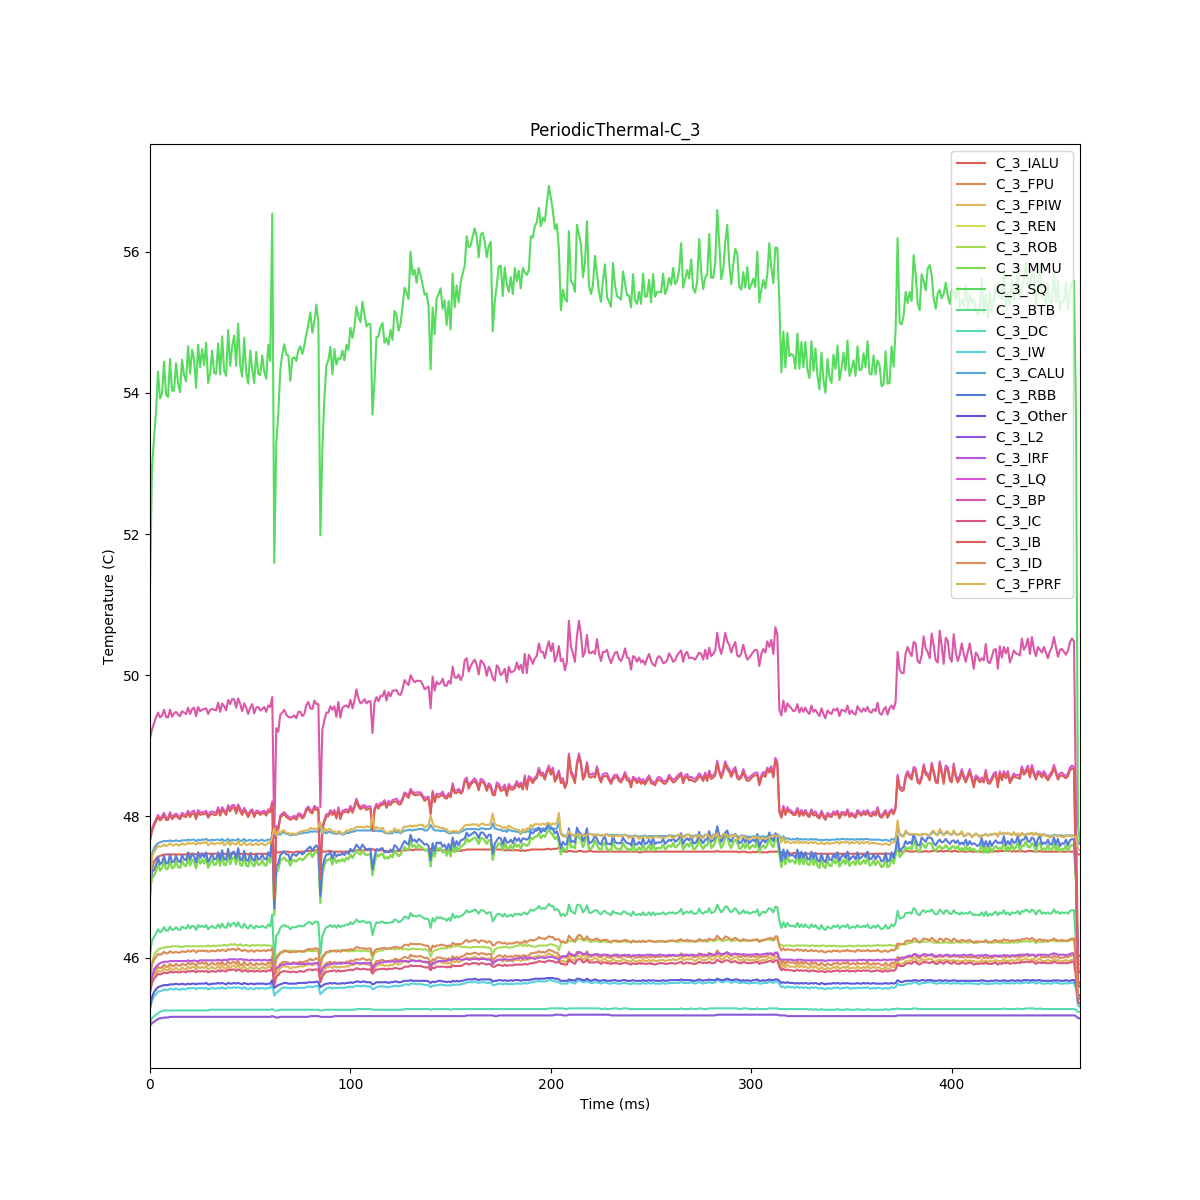 PeriodicThermal-C_3
C_3_IALU
C_3_FPU
C_3_FPIW
C_3_REN
C_3_ROB
C_3_MMU
C_3_SQ
C_3_BTB
C_3_DC
C_3_IW
C_3_CALU
C_3_RBB
C_3_Other
C_3_L2
C_3_IRF
C_3_LQ
C_3_BP
C_3_IC
C_3_IB
C_3_ID
C_3_FPRF
56
54
52
50
48
46
Temperature (C)
0 100 200 300 400
Time (ms)